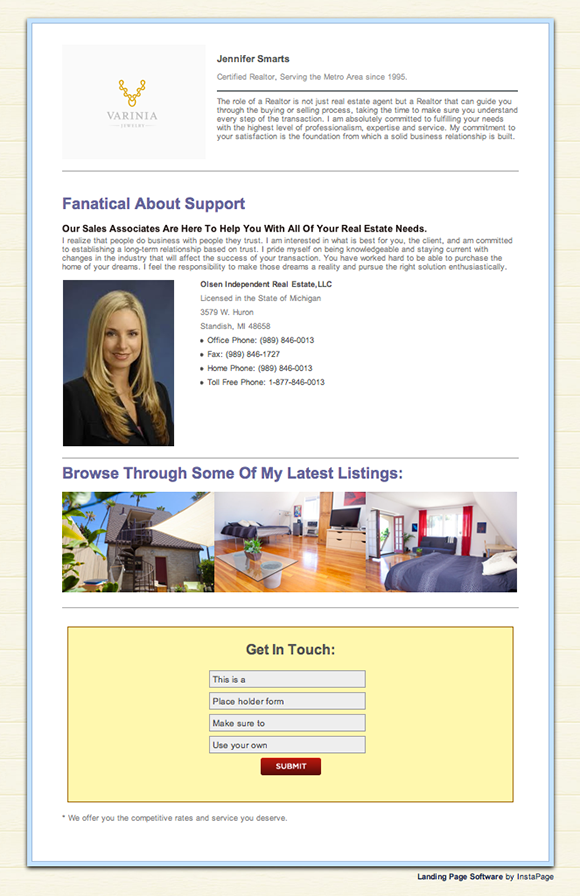 VARINIA
JEWELRY
Jennifer Smarts
Certified Realtor, Serving the Metro Area since 1995.
The role of a Realtor is not just real estate agent but a Realtor that can guide you
through the buying or selling process, taking the time to make sure you understand
every step of the transaction. I am absolutely committed to fulfilling your needs
with the highest level of professionalism, expertise and service. My commitment to
your satisfaction is the foundation from which a solid business relationship is built.
Fanatical About Support
Our Sales Associates Are Here To Help You With All Of Your Real Estate Needs.
I realize that people do business with people they trust. I am interested in what is best for you, the client, and am committed
to establishing a long-term relationship based on trust. I pride myself on being knowledgeable and staying current with
changes in the industry that will affect the success of your transaction. You have worked hard to be able to purchase the
home of your dreams. I feel the responsibility to make those dreams a reality and pursue the right solution enthusiastically.
Olsen Independent Real Estate,LLC
Licensed in the State of Michigan
3579 W. Huron
Standish, MI 48658
• Office Phone: (989) 846-0013
• Fax: (989) 846-1727
• Home Phone: (989) 846-0013
• Toll Free Phone: 1-877-846-0013
Browse Through Some Of My Latest Listings:
Get In Touch:
This is a
Place holder form
Make sure to
Use your own
SUBMIT
* We offer you the competitive rates and service you deserve.
Landing Page Software by InstaPage